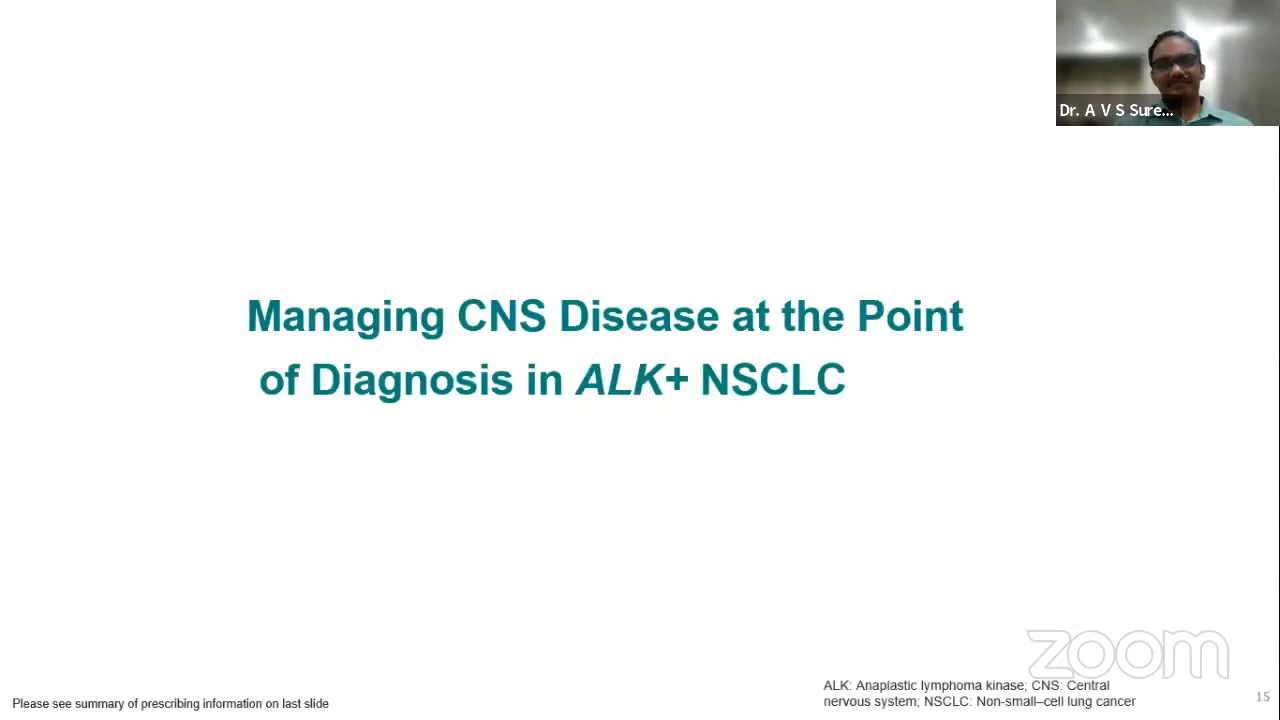 Dr. A V S Sure...
Managing CNS Disease at the Point
of Diagnosis in ALK+ NSCLC
zoom
ALK: Anaplastic lymphoma kinase; CNS: Central
nervous system; NSCLC: Non-small–cell lung cancer
15
Please see summary of prescribing information on last slide